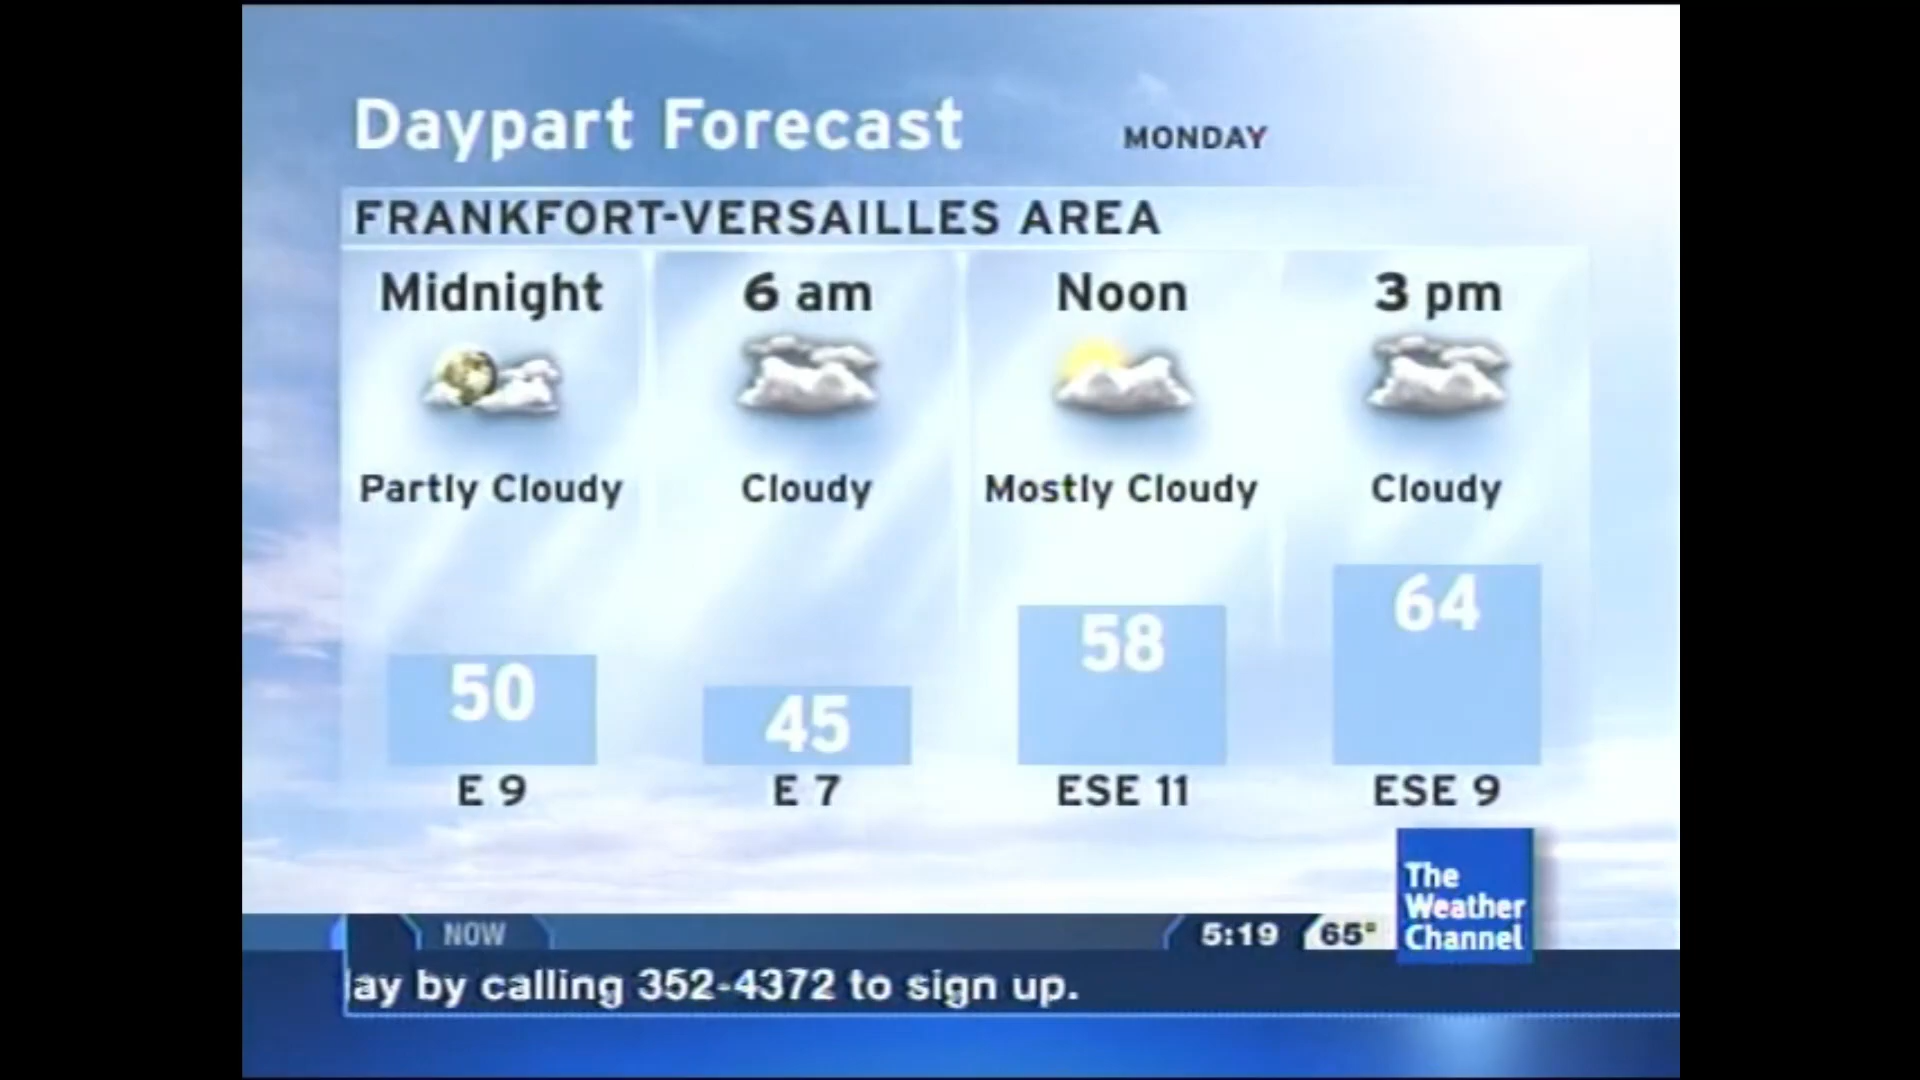 Daypart Forecast
MONDAY
FRANKFORT-VERSAILLES AREA
Midnight 6 am Noon 3 pm
Partly Cloudy Cloudy Mostly Cloudy Cloudy
50 45 58 64
E 9 E 7 ESE 11 ESE 9
The
Weather
Channel
NOW 5:19 65°
ay by calling 352-4372 to sign up.